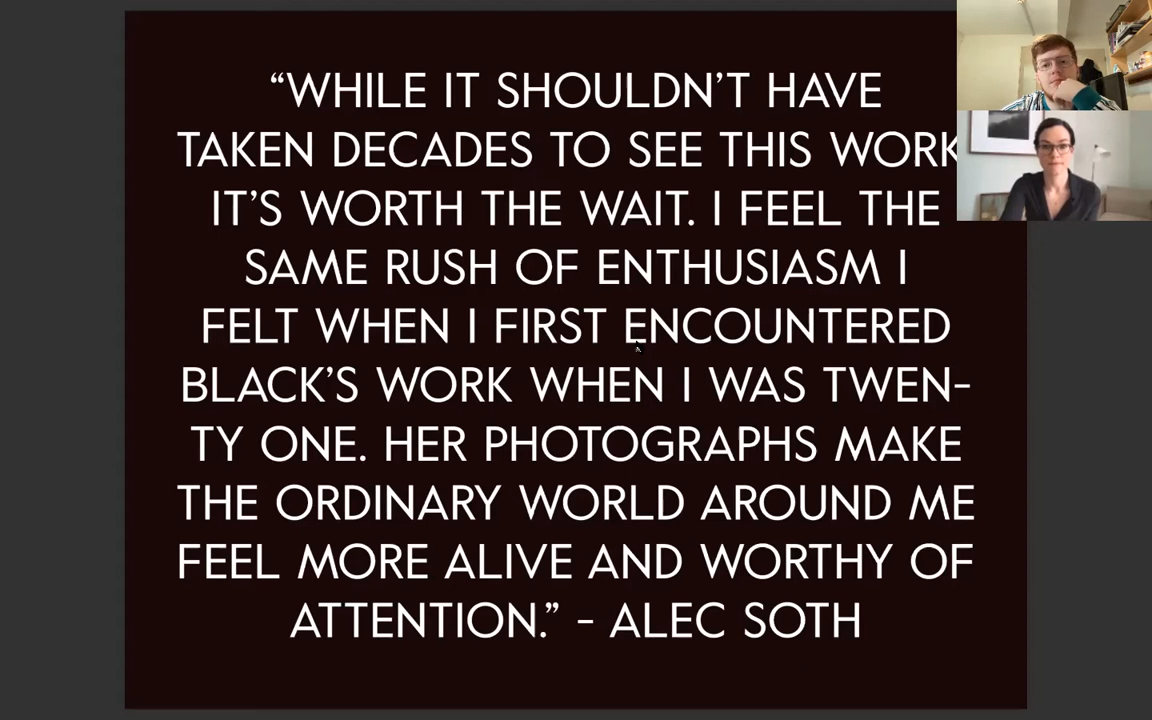 “WHILE IT SHOULDN’T HAVE
TAKEN DECADES TO SEE THIS WORK
IT’S WORTH THE WAIT. I FEEL THE
SAME RUSH OF ENTHUSIASM I
FELT WHEN I FIRST ENCOUNTERED
BLACK’S WORK WHEN I WAS TWEN-
TY ONE. HER PHOTOGRAPHS MAKE
THE ORDINARY WORLD AROUND ME
FEEL MORE ALIVE AND WORTHY OF
ATTENTION.” - ALEC SOTH